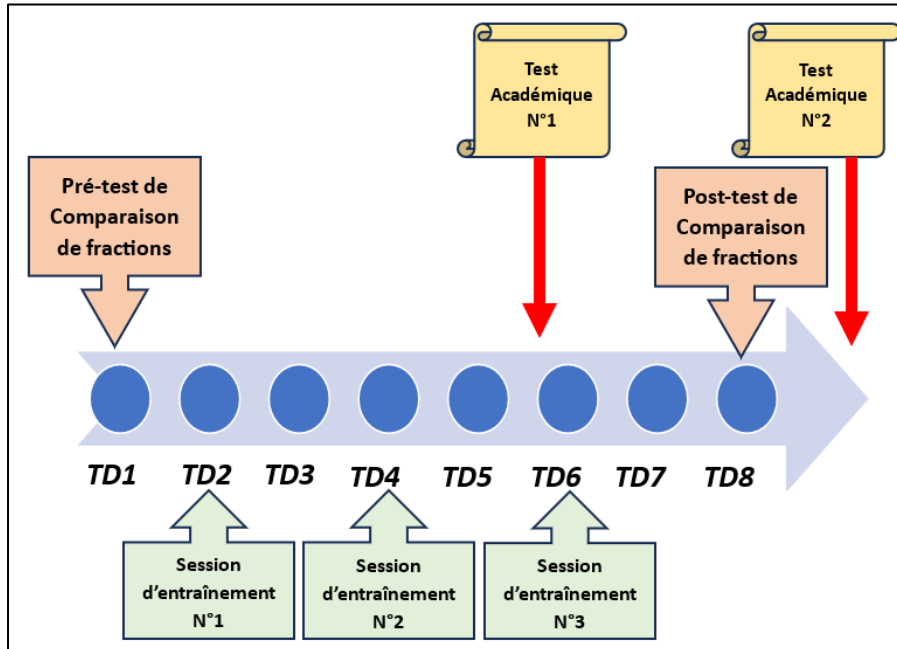 Test
Académique
N°1
Test
Académique
N°2
Pré-test de
Comparaison
de fractions
Post-test de
Comparaison
de fractions
TD1
TD2
TD3
TD4
TD5
TD6
TD7
TD8
Session
d’entraînement
N°1
Session
d’entraînement
N°2
Session
d’entraînement
N°3